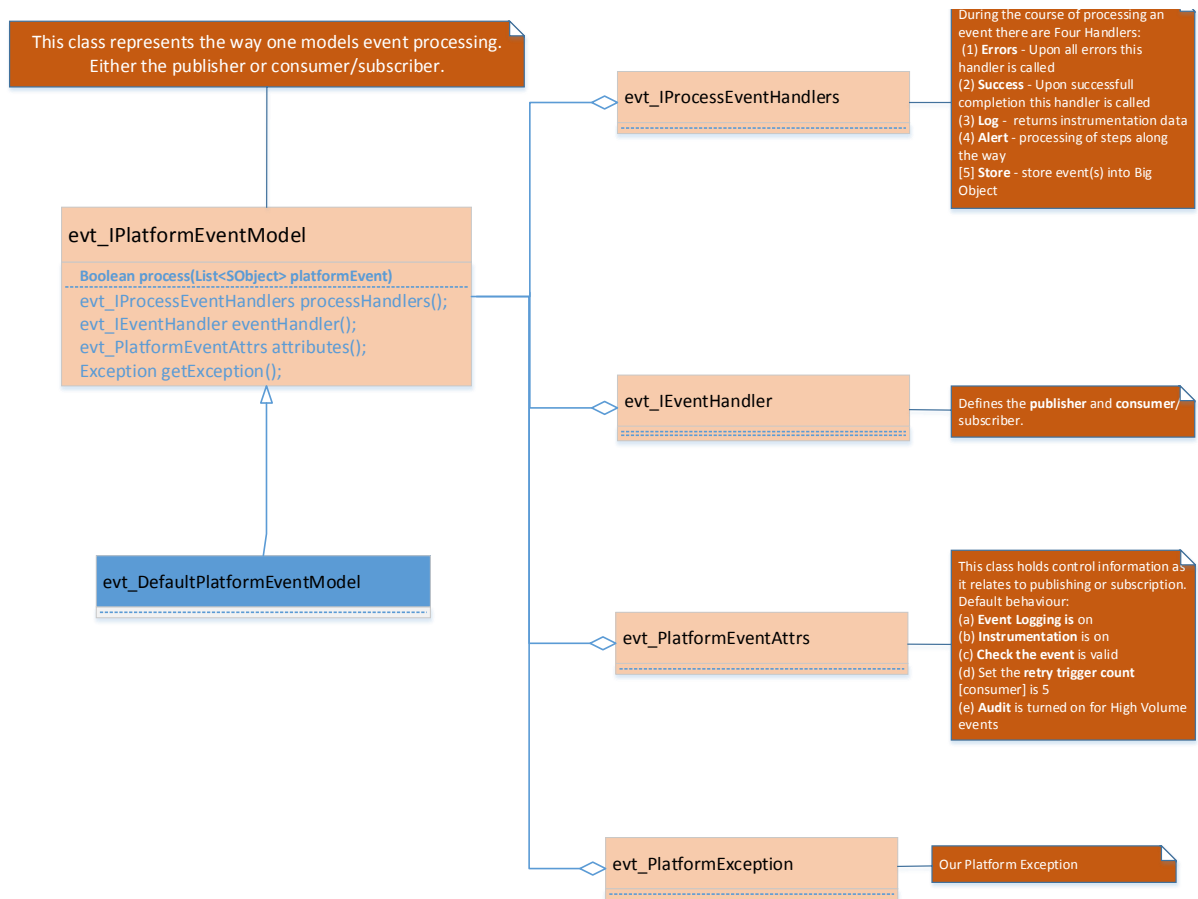 This class represents the way one models event processing.
Either the publisher or consumer/subscriber.
evt_IPlatformEventModel
Boolean process(List<SObject> platformEvent)
evt_IProcessEventHandlers processHandlers();
evt_IEventHandler eventHandler();
evt_PlatformEventAttrs attributes();
Exception getException();
evt_DefaultPlatformEventModel
evt_IProcessEventHandlers
During the course of processing an
event there are Four Handlers:
(1) Errors - Upon all errors this
handler is called
(2) Success - Upon successfull
completion this handler is called
(3) Log - returns instrumentation data
(4) Alert - processing of steps along
the way
[5] Store - store event(s) into Big
Object
evt_IEventHandler
Defines the publisher and consumer/
subscriber.
evt_PlatformEventAttrs
This class holds control information as
it relates to publishing or subscription.
Default behaviour:
(a) Event Logging is on
(b) Instrumentation is on
(c) Check the event is valid
(d) Set the retry trigger count
[consumer] is 5
(e) Audit is turned on for High Volume
events
evt_PlatformException
Our Platform Exception